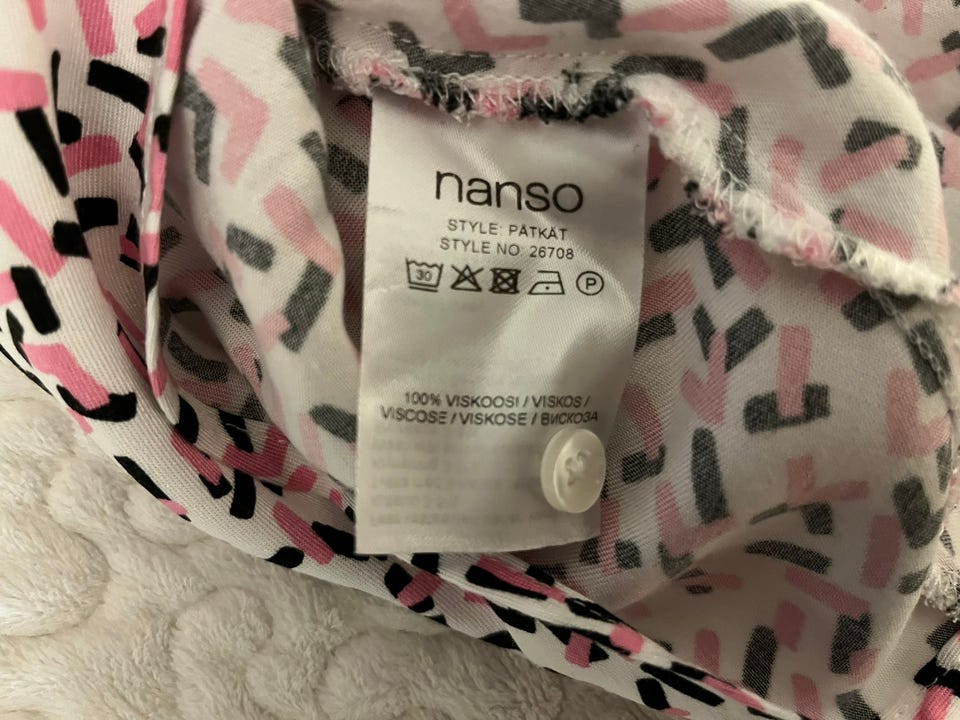 nanso
STYLE: PÄTKÄT
STYLE NO 26708
30 P
100% VISKOOSI / VISKOS /
VISCOSE / VISKOSE / ВИСКОЗА